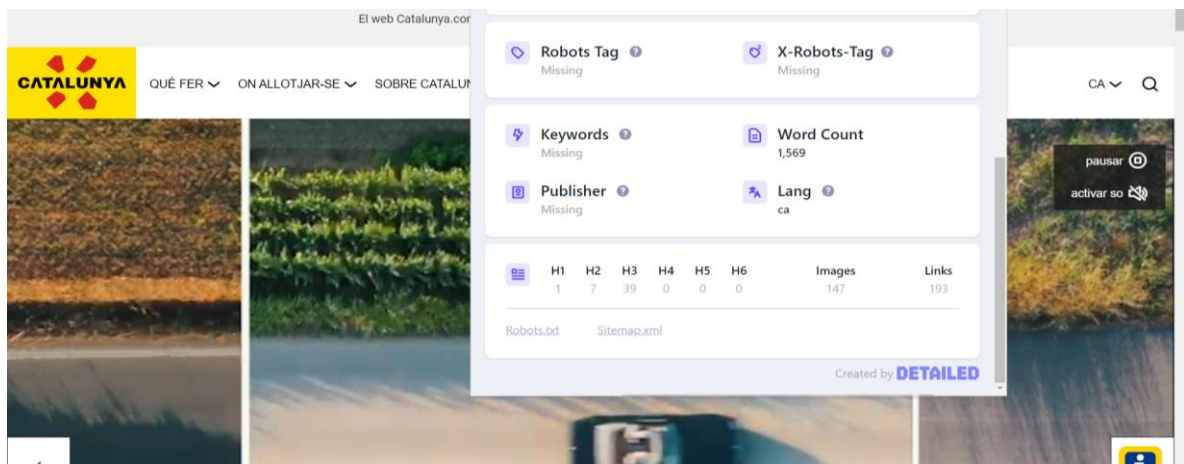 El web Catalunya.cor
CATALUNYA
QUÈ FER
ON ALLOTJAR-SE
SOBRE CATALUN
CA
pausar
activar so
Robots Tag
Missing
X-Robots-Tag
Missing
Keywords
Missing
Word Count
1,569
Publisher
Missing
Lang
ca
H1 H2 H3 H4 H5 H6 Images Links
1 7 39 0 0 0 147 193
Robots.txt Sitemap.xml
Created by DETAILED